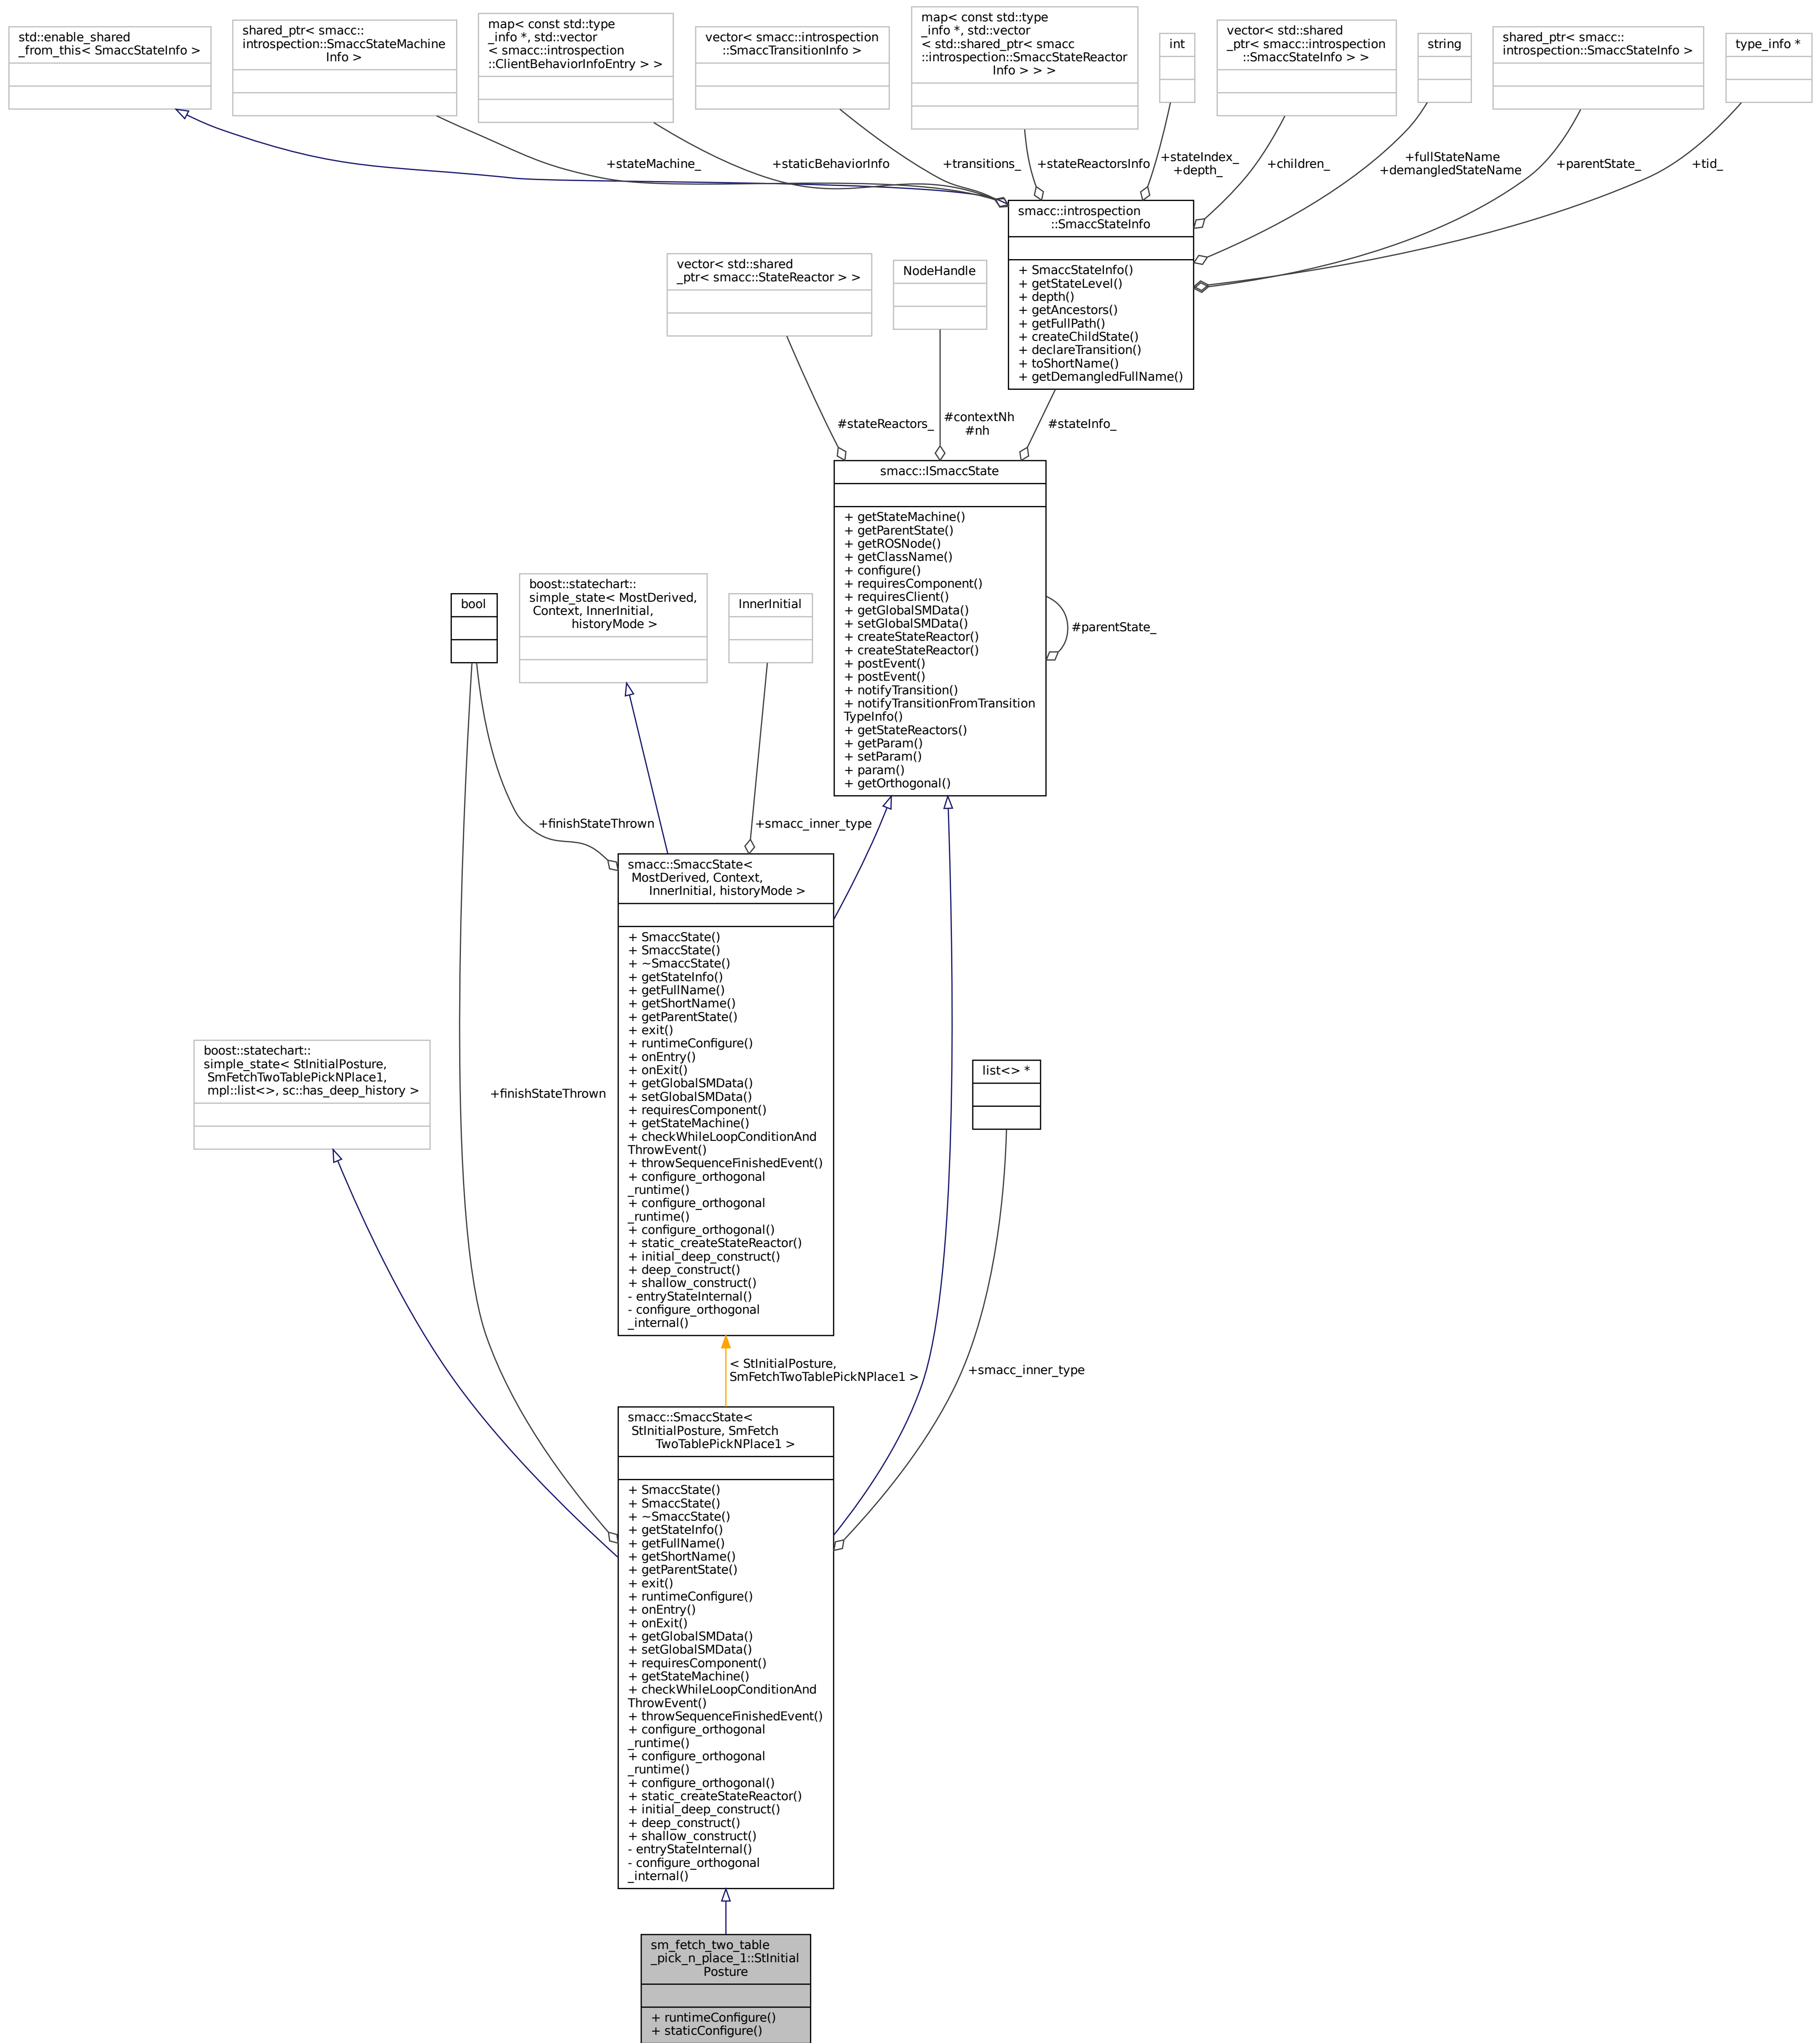 std::enable_shared
_from_this< SmaccStateInfo >
shared_ptr< smacc::
introspection::SmaccStateMachine
Info >
map< const std::type
_info *, std::vector
< smacc::introspection
::ClientBehaviorInfoEntry > >
vector< smacc::introspection
::SmaccTransitionInfo >
map< const std::type
_info *, std::vector
< std::shared_ptr< smacc
::introspection::SmaccStateReactor
Info > > >
int
vector< std::shared
_ptr< smacc::introspection
::SmaccStateInfo > >
string
shared_ptr< smacc::
introspection::SmaccStateInfo >
type_info *
+stateMachine_
+staticBehaviorInfo
+transitions_
+stateReactorsInfo
+stateIndex_
+depth_
+children_
+fullStateName
+demangledStateName
+parentState_
+tid_
smacc::introspection
::SmaccStateInfo
+ SmaccStateInfo()
+ getStateLevel()
+ depth()
+ getAncestors()
+ getFullPath()
+ createChildState()
+ declareTransition()
+ toShortName()
+ getDemangledFullName()
vector< std::shared
_ptr< smacc::StateReactor > >
NodeHandle
#stateReactors_
#contextNh
#nh
#stateInfo_
smacc::ISmaccState
+ getStateMachine()
+ getParentState()
+ getROSNode()
+ getClassName()
+ configure()
+ requiresComponent()
+ requiresClient()
+ getGlobalSMData()
+ setGlobalSMData()
+ createStateReactor()
+ createStateReactor()
+ postEvent()
+ postEvent()
+ notifyTransition()
+ notifyTransitionFromTransition
TypeInfo()
+ getStateReactors()
+ getParam()
+ setParam()
+ param()
+ getOrthogonal()
#parentState_
bool
boost::statechart::
simple_state< MostDerived,
Context, InnerInitial,
historyMode >
InnerInitial
+finishStateThrown
+smacc_inner_type
smacc::SmaccState<
MostDerived, Context,
InnerInitial, historyMode >
+ SmaccState()
+ SmaccState()
+ ~SmaccState()
+ getStateInfo()
+ getFullName()
+ getShortName()
+ getParentState()
+ exit()
+ runtimeConfigure()
+ onEntry()
+ onExit()
+ getGlobalSMData()
+ setGlobalSMData()
+ requiresComponent()
+ getStateMachine()
+ checkWhileLoopConditionAnd
ThrowEvent()
+ throwSequenceFinishedEvent()
+ configure_orthogonal
_runtime()
+ configure_orthogonal
_runtime()
+ configure_orthogonal()
+ static_createStateReactor()
+ initial_deep_construct()
+ deep_construct()
+ shallow_construct()
- entryStateInternal()
- configure_orthogonal
_internal()
boost::statechart::
simple_state< StInitialPosture,
SmFetchTwoTablePickNPlace1,
mpl::list<>, sc::has_deep_history >
+finishStateThrown
list<> *
< StInitialPosture,
SmFetchTwoTablePickNPlace1 >
+smacc_inner_type
smacc::SmaccState<
StInitialPosture, SmFetch
TwoTablePickNPlace1 >
+ SmaccState()
+ SmaccState()
+ ~SmaccState()
+ getStateInfo()
+ getFullName()
+ getShortName()
+ getParentState()
+ exit()
+ runtimeConfigure()
+ onEntry()
+ onExit()
+ getGlobalSMData()
+ setGlobalSMData()
+ requiresComponent()
+ getStateMachine()
+ checkWhileLoopConditionAnd
ThrowEvent()
+ throwSequenceFinishedEvent()
+ configure_orthogonal
_runtime()
+ configure_orthogonal
_runtime()
+ configure_orthogonal()
+ static_createStateReactor()
+ initial_deep_construct()
+ deep_construct()
+ shallow_construct()
- entryStateInternal()
- configure_orthogonal
_internal()
sm_fetch_two_table
_pick_n_place_1::StInitial
Posture
+ runtimeConfigure()
+ staticConfigure()